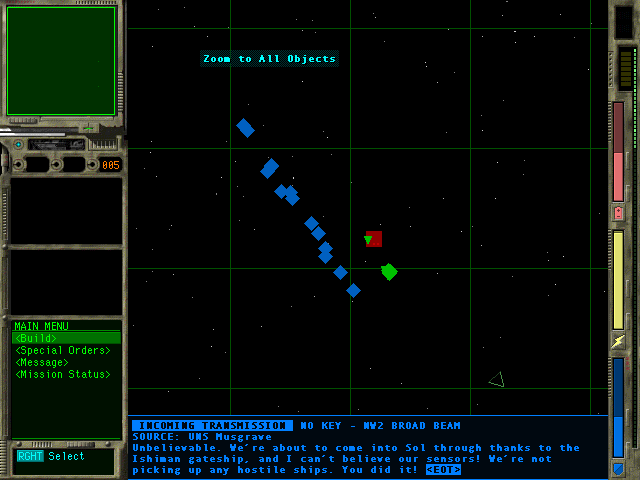 Zoom to All Objects
005
MAIN MENU
<Build>
<Special Orders>
<Message>
<Mission Status>
RGHT Select
INCOMING TRANSMISSION NO KEY - NW2 BROAD BEAM
SOURCE: UNS Musgrave
Unbelievable. We're about to come into Sol through thanks to the
Ishiman gateship, and I can't believe our sensors! We're not
picking up any hostile ships. You did it! <EOT>